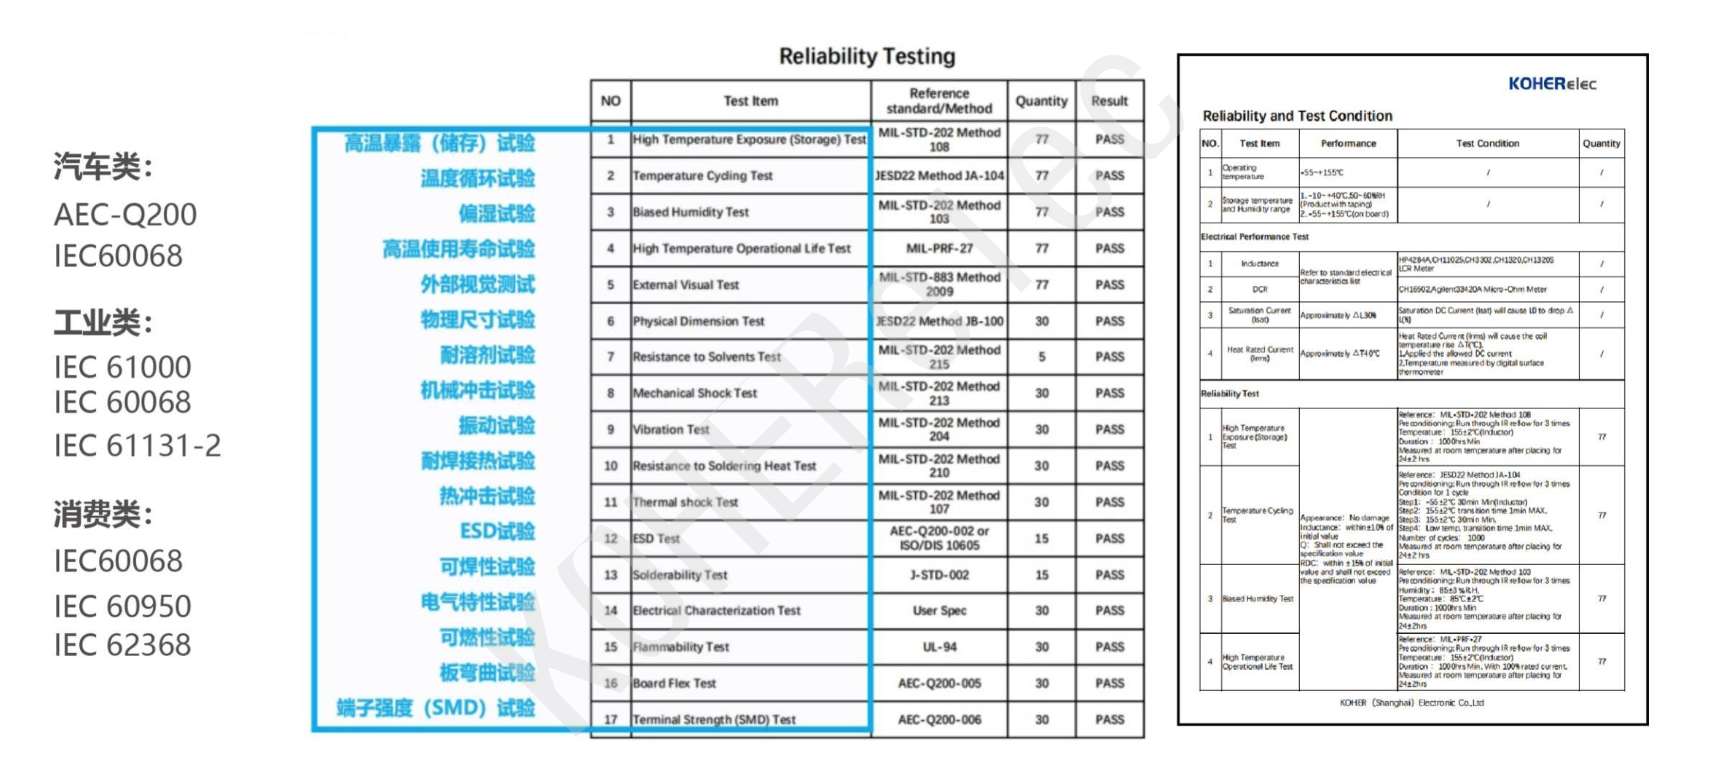 汽车类：
AEC-Q200
IEC60068
工业类：
IEC 61000
IEC 60068
IEC 61131-2
消费类：
IEC60068
IEC 60950
IEC 62368
高温暴露（储存）试验
温度循环试验
偏湿试验
高温使用寿命试验
外部视觉测试
物理尺寸试验
耐溶剂试验
机械冲击试验
振动试验
耐焊接热试验
热冲击试验
ESD试验
可焊性试验
电气特性试验
可燃性试验
板弯曲试验
端子强度（SMD）试验
Reliability Testing
NO Test Item Reference standard/Method Quantity Result
1 High Temperature Exposure (Storage) Test MIL-STD-202 Method 108 77 PASS
2 Temperature Cycling Test JESD22 Method JA-104 77 PASS
3 Biased Humidity Test MIL-STD-202 Method 103 77 PASS
4 High Temperature Operational Life Test MIL-PRF-27 77 PASS
5 External Visual Test MIL-STD-883 Method 2009 77 PASS
6 Physical Dimension Test JESD22 Method JB-100 30 PASS
7 Resistance to Solvents Test MIL-STD-202 Method 215 5 PASS
8 Mechanical Shock Test MIL-STD-202 Method 213 30 PASS
9 Vibration Test MIL-STD-202 Method 204 30 PASS
10 Resistance to Soldering Heat Test MIL-STD-202 Method 210 30 PASS
11 Thermal shock Test MIL-STD-202 Method 107 30 PASS
12 ESD Test AEC-Q200-002 or ISO/DIS 10605 15 PASS
13 Solderability Test J-STD-002 15 PASS
14 Electrical Characterization Test User Spec 30 PASS
15 Flammability Test UL-94 30 PASS
16 Board Flex Test AEC-Q200-005 30 PASS
17 Terminal Strength (SMD) Test AEC-Q200-006 30 PASS
KOHERelec
KOHERelec
Reliability and Test Condition
NO. Test Item Performance Test Condition Quantity
1 Operating temperature -55~+155℃ / /
2 Storage temperature and Humidity range 1.-10~+40℃,50~60%RH (Product with taping) 2.-55~+155℃(on board) / /
Electrical Performance Test
1 Inductance Refer to standard electrical characteristics list HP4284A,CH11025,CH3302,CH1320,CH1320S LCR Meter /
2 DCR CH16502,Agilent33420A Micro-Ohm Meter /
3 Saturation Current (Isat) Approximately △L30% Saturation DC Current (Isat) will cause L0 to drop △ L(%) /
4 Heat Rated Current (Irms) Approximately △T40℃ Heat Rated Current (Irms) will cause the coil temperature rise △T(℃).
1.Applied the allowed DC current
2.Temperature measured by digital surface thermometer /
Reliability Test
1 High Temperature Exposure (Storage) Test
Reference: MIL-STD-202 Method 108
Preconditioning: Run through IR reflow for 3 times
Temperature: 155±2℃(Inductor)
Duration: 1000hrs Min
Measured at room temperature after placing for 24±2 hrs
77
2 Temperature Cycling Test
Appearance: No damage
Inductance: within±10% of initial value
Q: Shall not exceed the specification value
RDC: within ±15% of initial value and shall not exceed the specification value
Reference: JESD22 Method JA-104
Preconditioning: Run through IR reflow for 3 times
Condition for 1 cycle
Step1: -55±2℃ 30min Min(Inductor)
Step2: 155±2℃ transition time 1min MAX.
Step3: 155±2℃ 30min Min.
Step4: Low temp. transition time 1min MAX.
Number of cycles: 1000
Measured at room temperature after placing for 24±2 hrs
77
3 Biased Humidity Test
Reference: MIL-STD-202 Method 103
Preconditioning: Run through IR reflow for 3 times
Humidity: 85±3 %R.H.
Temperature: 85℃±2℃
Duration: 1000hrs Min
Measured at room temperature after placing for 24±2hrs
77
4 High Temperature Operational Life Test
Reference: MIL-PRF-27
Preconditioning: Run through IR reflow for 3 times
Temperature: 155±2℃(Inductor)
Duration: 1000hrs Min. With 100% rated current.
Measured at room temperature after placing for 24±2hrs
77
KOHER (Shanghai) Electronic Co.,Ltd